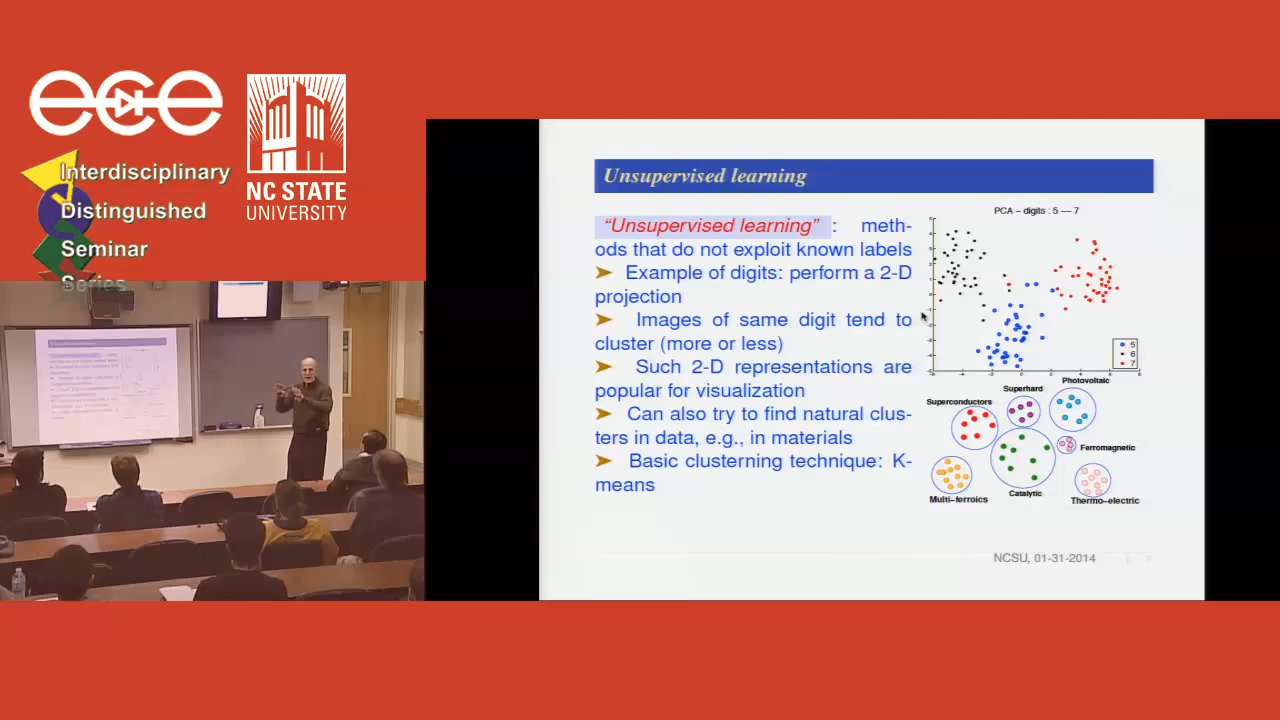 ece
Interdisciplinary
Distinguished
Seminar
Series
NC STATE
UNIVERSITY
Unsupervised learning
"Unsupervised learning" : meth-
ods that do not exploit known labels
➤ Example of digits: perform a 2-D
projection
➤ Images of same digit tend to
cluster (more or less)
➤ Such 2-D representations are
popular for visualization
➤ Can also try to find natural clus-
ters in data, e.g., in materials
➤ Basic clusterning technique: K-
means
PCA – digits : 5 –– 7
5
6
7
Superconductors
Superhard
Photovoltaic
Ferromagnetic
Multi–ferroics
Catalytic
Thermo–electric
NCSU, 01-31-2014